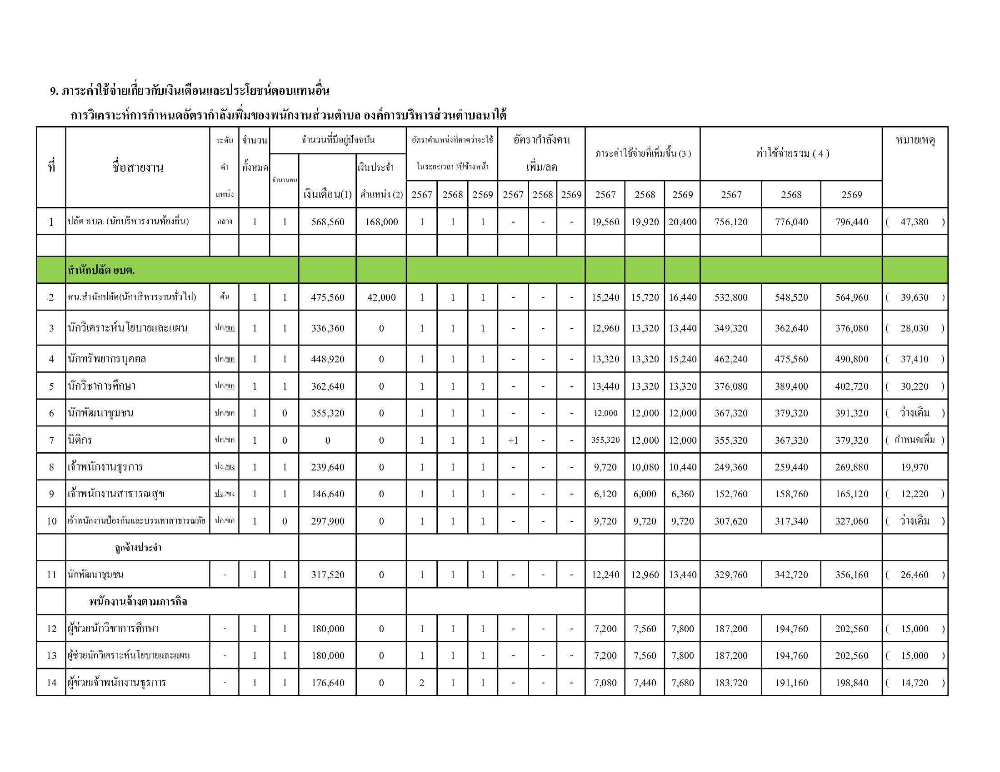 9. ภาระค่าใช้จ่ายเกี่ยวกับเงินเดือนและประโยชน์ตอบแทนอื่น
การวิเคราะห์การกำหนดอัตรากำลังเพิ่มของพนักงานส่วนตำบล องค์การบริหารส่วนตำบลนาใต้
ที่ ชื่อสายงาน ระดับ ตำ แหน่ง จำนวน ทั้งหมด จำนวนที่มีอยู่ปัจจบัน อัตราตำแหน่งที่คาดว่าจะใช้ ในระยะเวลา 3ปีข้างหน้า อัตรากำลังคน เพิ่ม/ลด ภาระค่าใช้จ่ายที่เพิ่มขึ้น (3 ) ค่าใช้จ่ายรวม ( 4 ) หมายเหตุ
จำนวนคน เงินเดือน(1) เงินประจำ ตำแหน่ง (2) 2567 2568 2569 2567 2568 2569 2567 2568 2569 2567 2568 2569
1 ปลัด อบต. (นักบริหารงานท้องถิ่น) กลาง 1 1 568,560 168,000 1 1 1 - - - 19,560 19,920 20,400 756,120 776,040 796,440 ( 47,380 )
สำนักปลัด อบต.
2 หน.สำนักปลัด(นักบริหารงานทั่วไป) ต้น 1 1 475,560 42,000 1 1 1 - - - 15,240 15,720 16,440 532,800 548,520 564,960 ( 39,630 )
3 นักวิเคราะห์นโยบายและแผน ปก/ชก 1 1 336,360 0 1 1 1 - - - 12,960 13,320 13,440 349,320 362,640 376,080 ( 28,030 )
4 นักทรัพยากรบุคคล ปก/ชก 1 1 448,920 0 1 1 1 - - - 13,320 13,320 15,240 462,240 475,560 490,800 ( 37,410 )
5 นักวิชาการศึกษา ปก/ชก 1 1 362,640 0 1 1 1 - - - 13,440 13,320 13,320 376,080 389,400 402,720 ( 30,220 )
6 นักพัฒนาชุมชน ปก/ชก 1 0 355,320 0 1 1 1 - - - 12,000 12,000 12,000 367,320 379,320 391,320 ( ว่างเดิม )
7 นิติกร ปก/ชก 1 0 0 0 1 1 1 +1 - - 355,320 12,000 12,000 355,320 367,320 379,320 ( กำหนดเพิ่ม )
8 เจ้าพนักงานธุรการ ปง./ชง 1 1 239,640 0 1 1 1 - - - 9,720 10,080 10,440 249,360 259,440 269,880 19,970
9 เจ้าพนักงานสาธารณสุข ปง./ชง 1 1 146,640 0 1 1 1 - - - 6,120 6,000 6,360 152,760 158,760 165,120 ( 12,220 )
10 เจ้าพนักงานป้องกันและบรรเทาสาธารณภัย ปก/ชก 1 0 297,900 0 1 1 1 - - - 9,720 9,720 9,720 307,620 317,340 327,060 ( ว่างเดิม )
ลูกจ้างประจำ
11 นักพัฒนาชุมชน - 1 1 317,520 0 1 1 1 - - - 12,240 12,960 13,440 329,760 342,720 356,160 ( 26,460 )
พนักงานจ้างตามภารกิจ
12 ผู้ช่วยนักวิชาการศึกษา - 1 1 180,000 0 1 1 1 - - - 7,200 7,560 7,800 187,200 194,760 202,560 ( 15,000 )
13 ผู้ช่วยนักวิเคราะห์นโยบายและแผน - 1 1 180,000 0 1 1 1 - - - 7,200 7,560 7,800 187,200 194,760 202,560 ( 15,000 )
14 ผู้ช่วยเจ้าพนักงานธุรการ - 1 1 176,640 0 2 1 1 - - - 7,080 7,440 7,680 183,720 191,160 198,840 ( 14,720 )